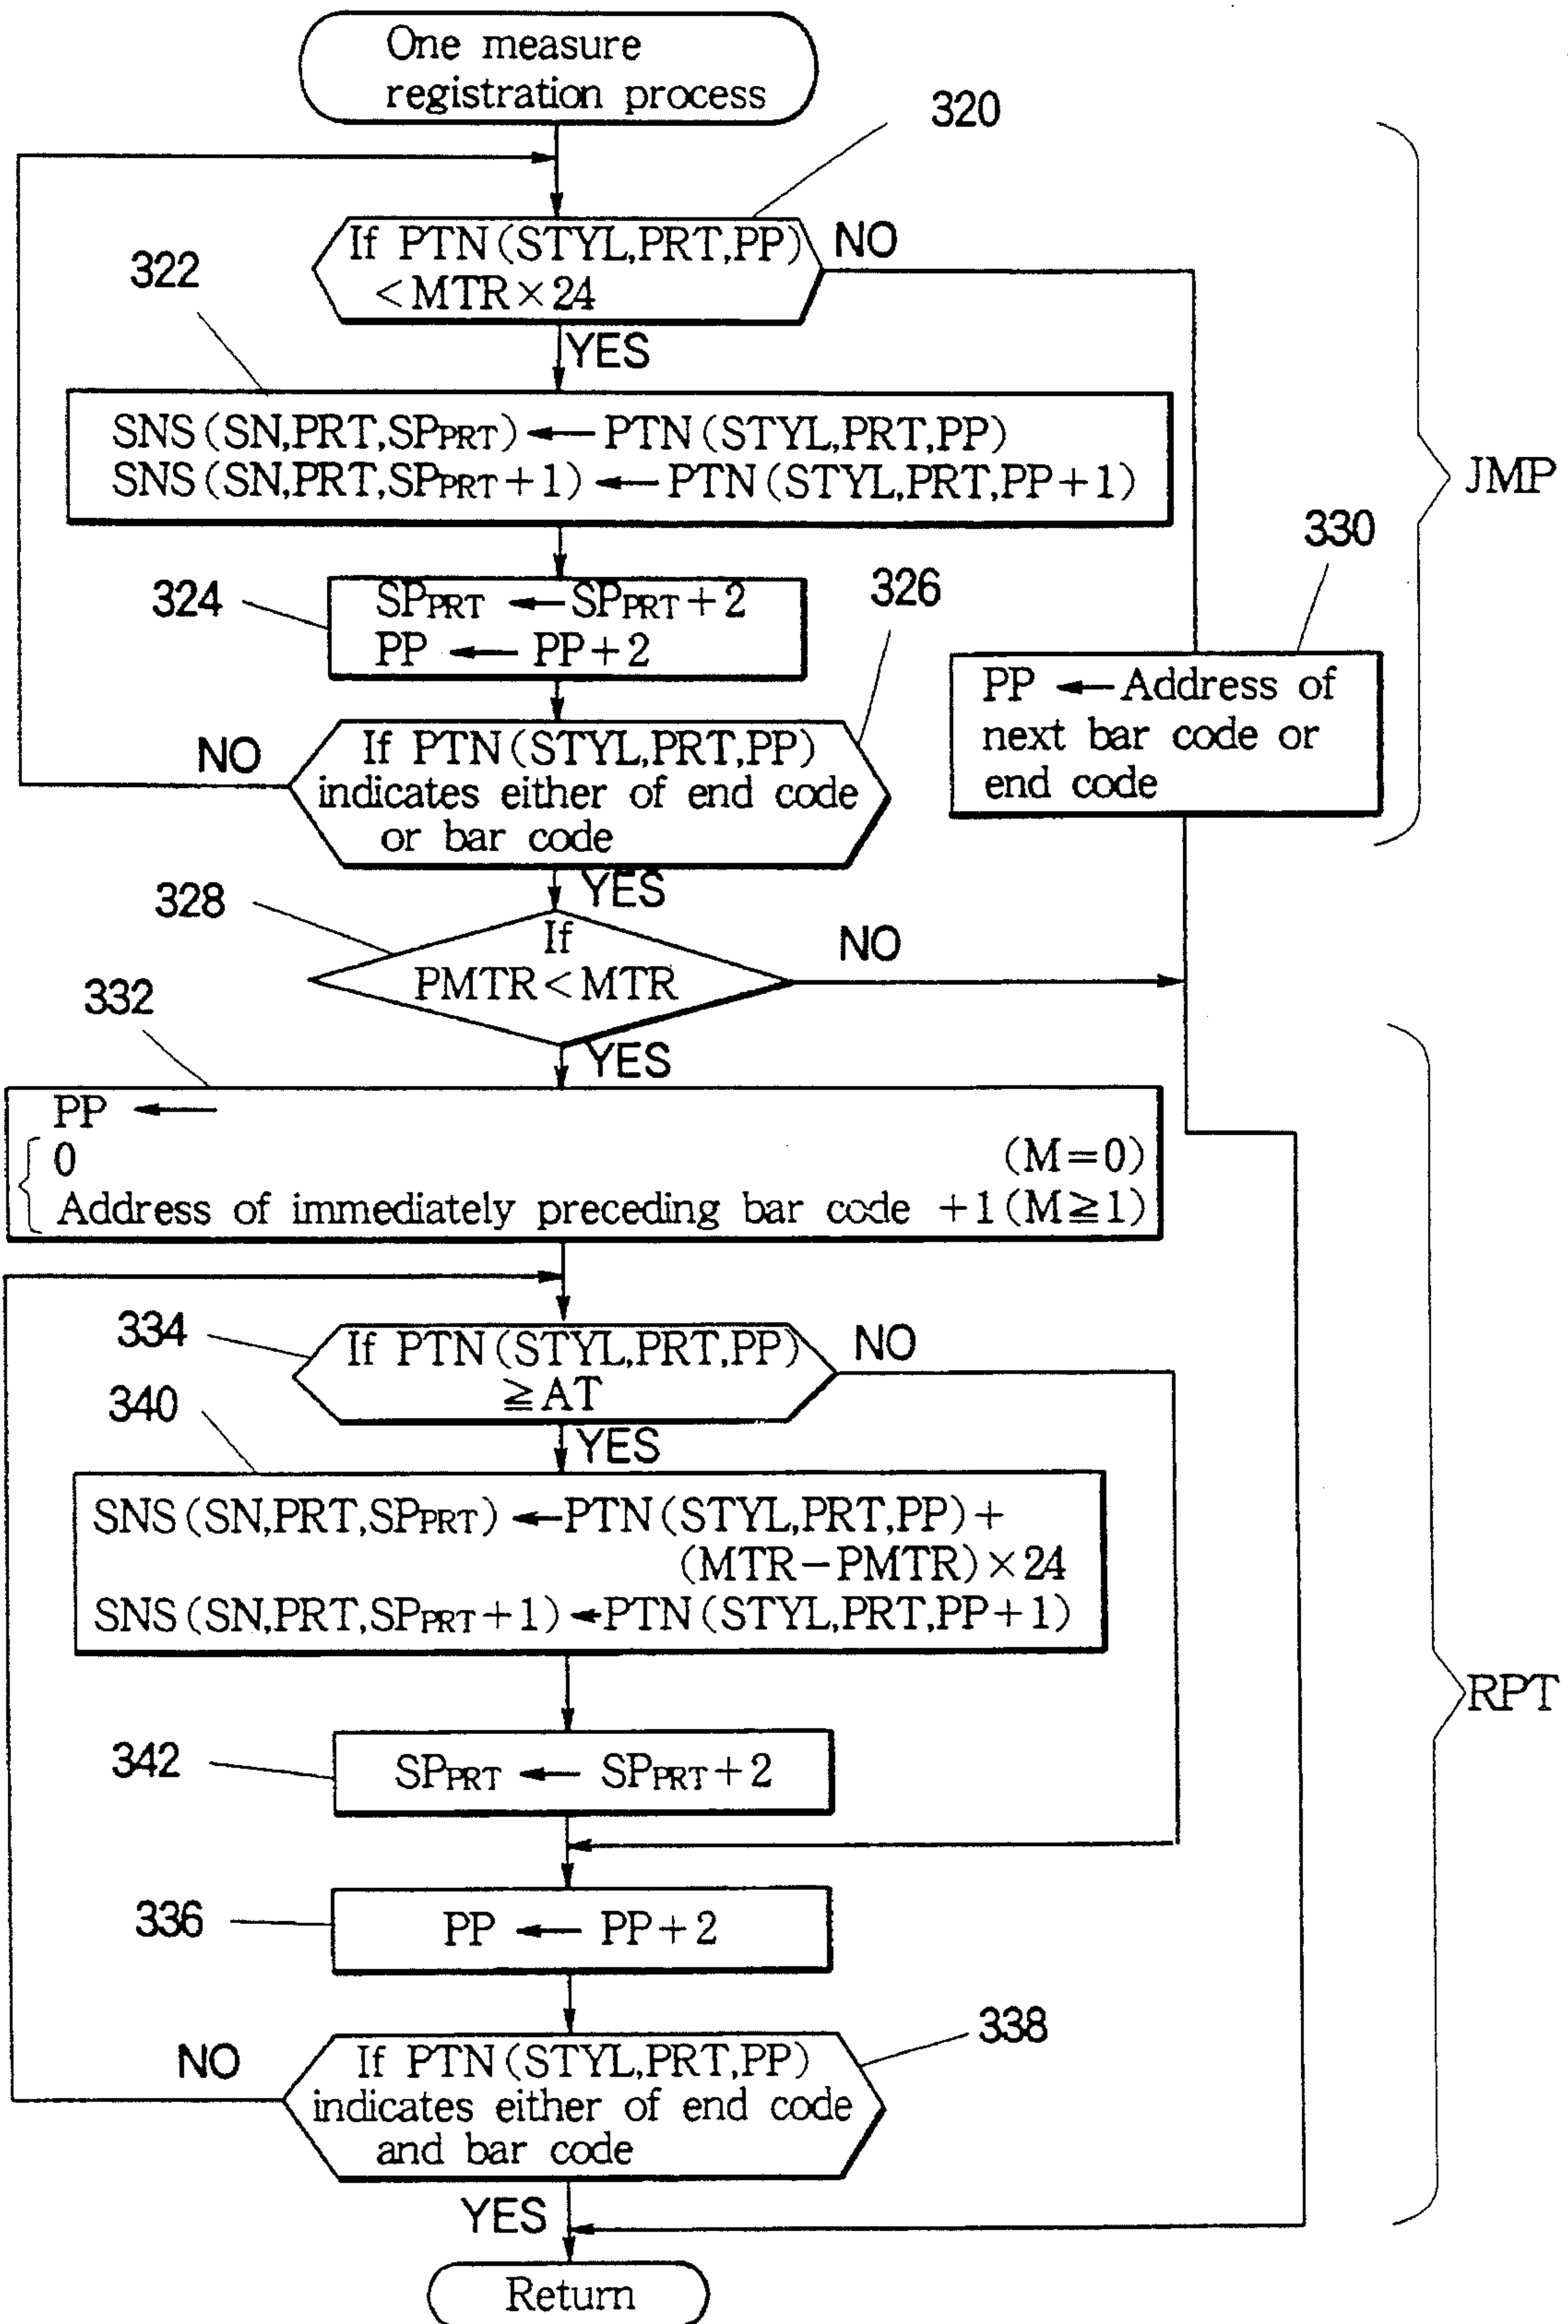 One measure
registration process
320
If PTN(STYL,PRT,PP)
<MTR×24
NO
322
YES
SNS(SN,PRT,SPPRT)←PTN(STYL,PRT,PP)
SNS(SN,PRT,SPPRT+1)←PTN(STYL,PRT,PP+1)
JMP
330
324
SPPRT ← SPPRT+2
PP ← PP+2
326
PP ← Address of
next bar code or
end code
NO
If PTN(STYL,PRT,PP)
indicates either of end code
or bar code
YES
328
If
PMTR<MTR
NO
332
YES
PP ←
0 (M=0)
Address of immediately preceding bar code +1(M≧1)
334
If PTN(STYL,PRT,PP)
≧AT
NO
340
YES
SNS(SN,PRT,SPPRT)←PTN(STYL,PRT,PP)+
(MTR−PMTR)×24
SNS(SN,PRT,SPPRT+1)←PTN(STYL,PRT,PP+1)
RPT
342
SPPRT ← SPPRT+2
336
PP ← PP+2
338
NO
If PTN(STYL,PRT,PP)
indicates either of end code
and bar code
YES
Return